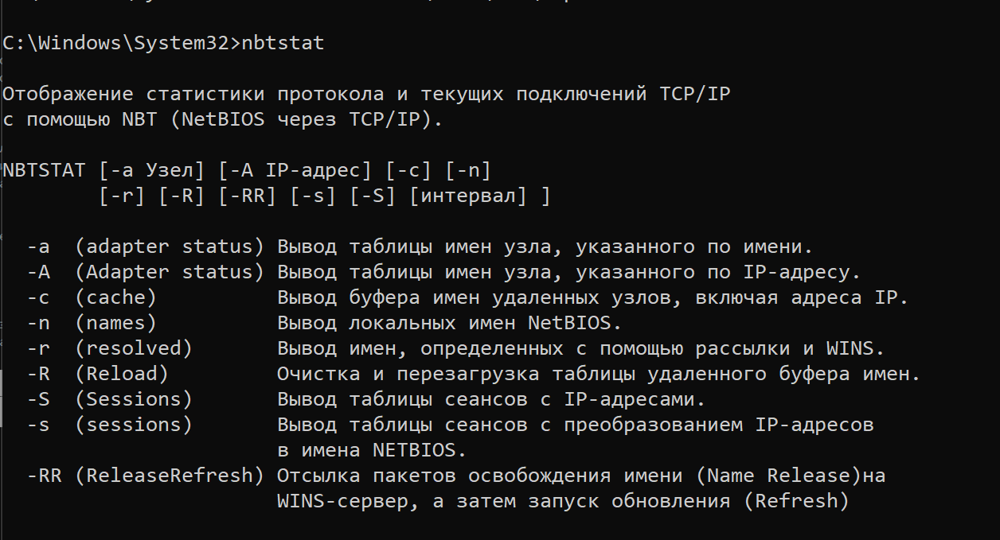 C:\Windows\System32>nbtstat
Отображение статистики протокола и текущих подключений TCP/IP
с помощью NBT (NetBIOS через TCP/IP).
NBTSTAT [-a Узел] [-A IP-адрес] [-c] [-n]
[-r] [-R] [-RR] [-s] [-S] [интервал] ]
-a (adapter status) Вывод таблицы имен узла, указанного по имени.
-A (Adapter status) Вывод таблицы имен узла, указанного по IP-адресу.
-c (cache) Вывод буфера имен удаленных узлов, включая адреса IP.
-n (names) Вывод локальных имен NetBIOS.
-r (resolved) Вывод имен, определенных с помощью рассылки и WINS.
-R (Reload) Очистка и перезагрузка таблицы удаленного буфера имен.
-S (Sessions) Вывод таблицы сеансов с IP-адресами.
-s (sessions) Вывод таблицы сеансов с преобразованием IP-адресов
в имена NETBIOS.
-RR (ReleaseRefresh) Отсылка пакетов освобождения имени (Name Release)на
WINS-сервер, а затем запуск обновления (Refresh)